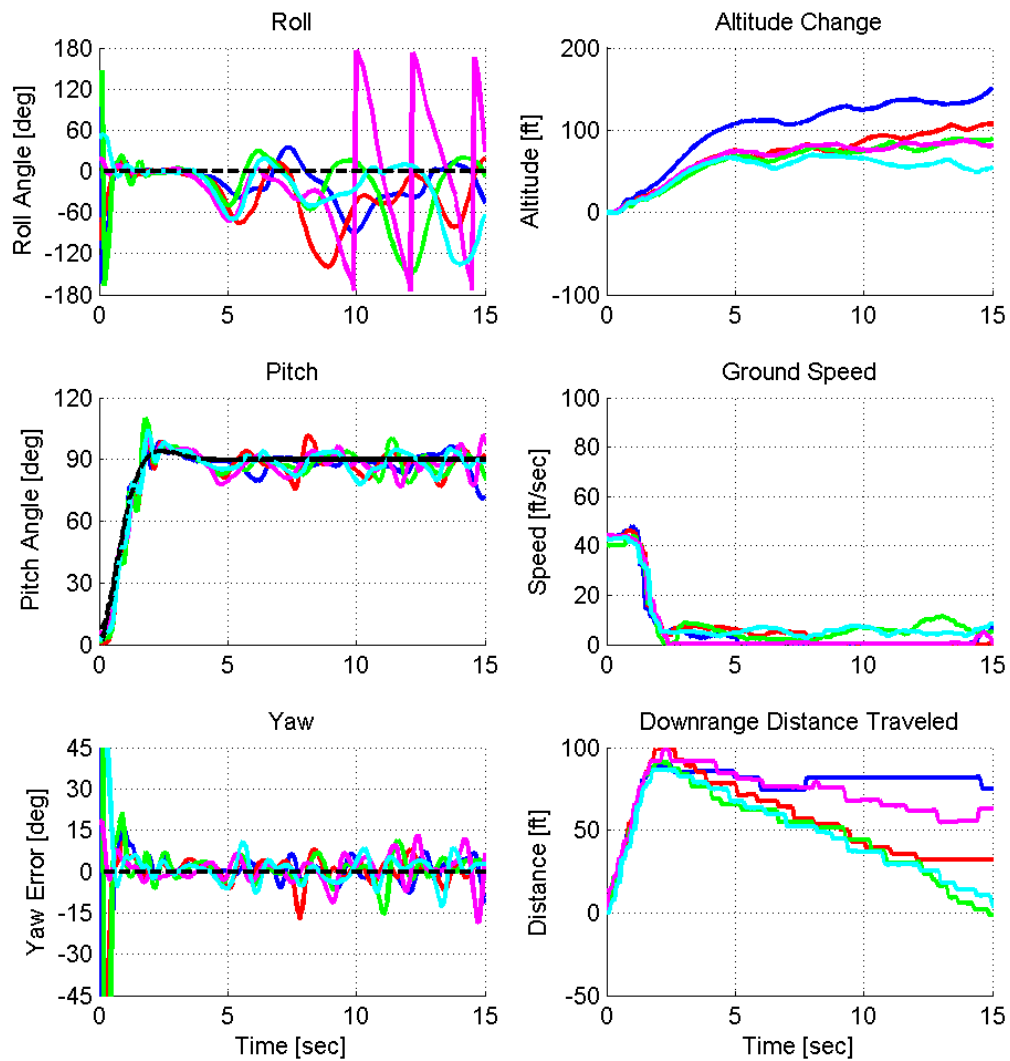 Roll
Roll Angle [deg]
180
120
60
0
-60
-120
-180
0 5 10 15
Altitude Change
Altitude [ft]
200
100
0
-100
0 5 10 15
Pitch
Pitch Angle [deg]
120
90
60
30
0
0 5 10 15
Ground Speed
Speed [ft/sec]
100
80
60
40
20
0
0 5 10 15
Yaw
Yaw Error [deg]
45
30
15
0
-15
-30
-45
0 5 10 15
Time [sec]
Downrange Distance Traveled
Distance [ft]
100
50
0
-50
0 5 10 15
Time [sec]